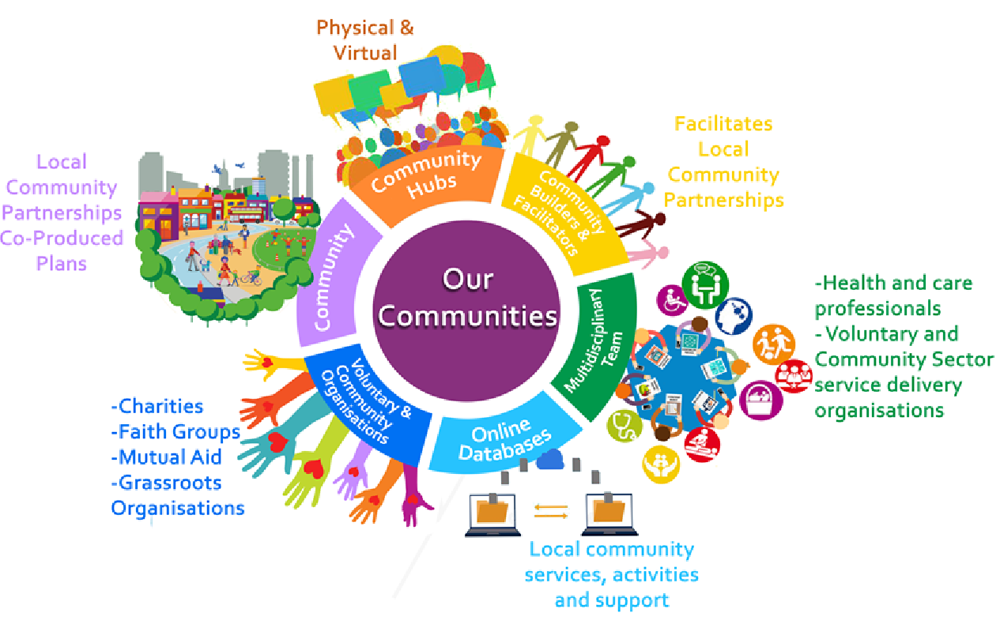 Physical &
Virtual
Community
Hubs
Facilitates
Local
Community
Partnerships
Community
Builders &
Facilitators
-Health and care
professionals
- Voluntary and
Community Sector
service delivery
organisations
Multidisciplinary
Team
Online
Databases
Local community
services, activities
and support
Voluntary &
Community
Organisations
-Charities
-Faith Groups
-Mutual Aid
-Grassroots
Organisations
Community
Local
Community
Partnerships
Co-Produced
Plans
Our
Communities